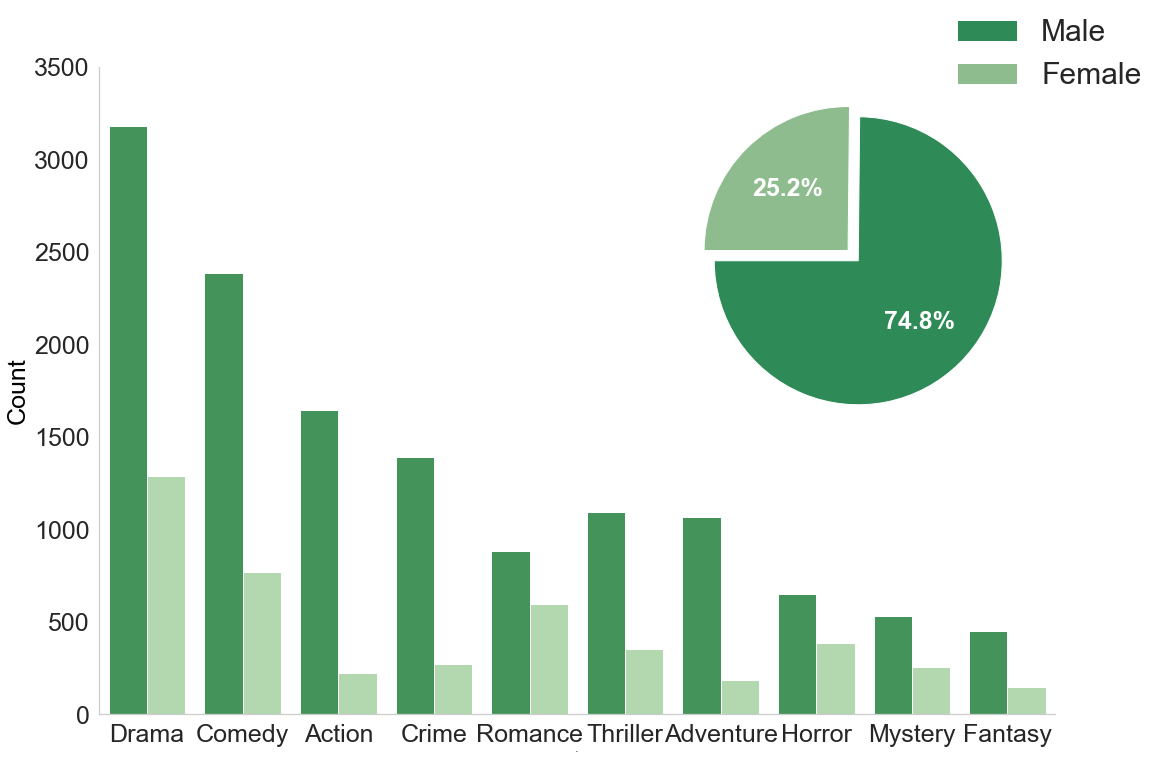 Male
Female
3500
3000
2500
2000
1500
1000
500
0
Count
25.2%
74.8%
Drama Comedy Action Crime Romance Thriller Adventure Horror Mystery Fantasy